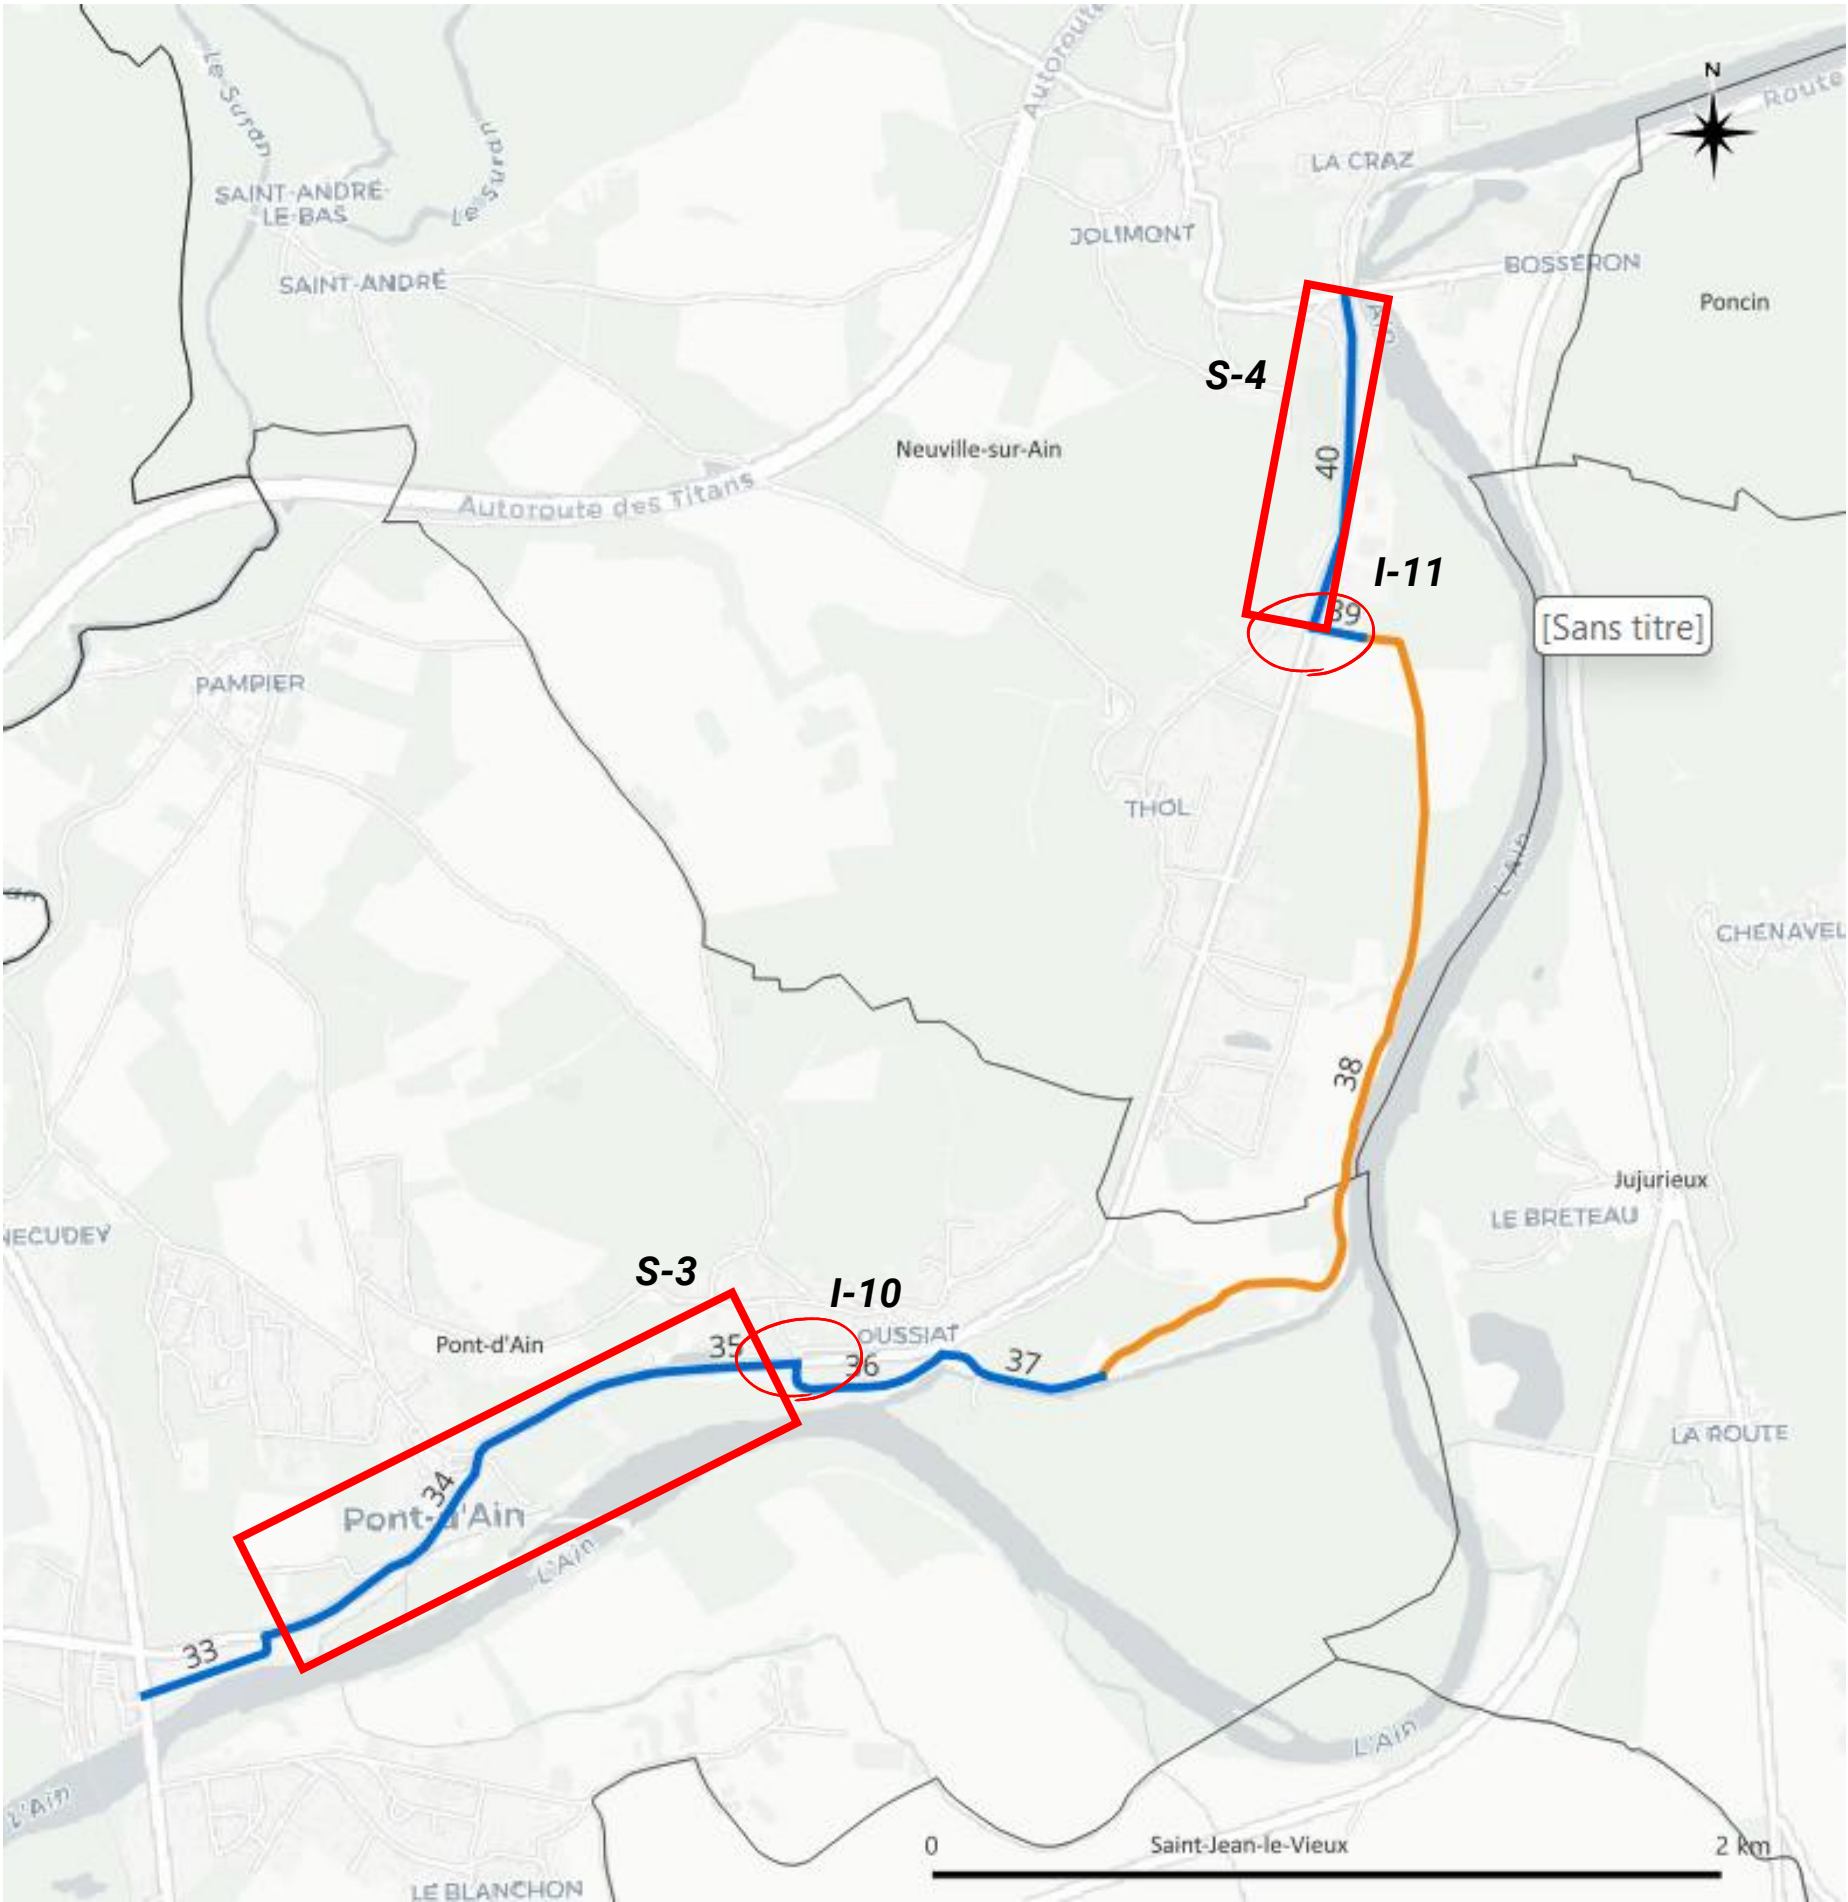 Autoroute
N
Route
Le Suran
Le Suran
LA CRAZ
SAINT-ANDRÉ-
LE-BAS
JOLIMONT
BOSSERON
SAINT-ANDRÉ
Poncin
Ain
S-4
Neuville-sur-Ain
40
Autoroute des Titans
I-11
39
[Sans titre]
PAMPIER
THOL
L'Ain
CHENAVEL
38
Jujurieux
LE BRETEAU
NECUDEY
S-3
I-10
Pont-d'Ain
35
OUSSIAT
36
37
LA ROUTE
34
Pont-d'Ain
L'Ain
33
L'Ain
L'Ain
0
Saint-Jean-le-Vieux
2 km
LE BLANCHON